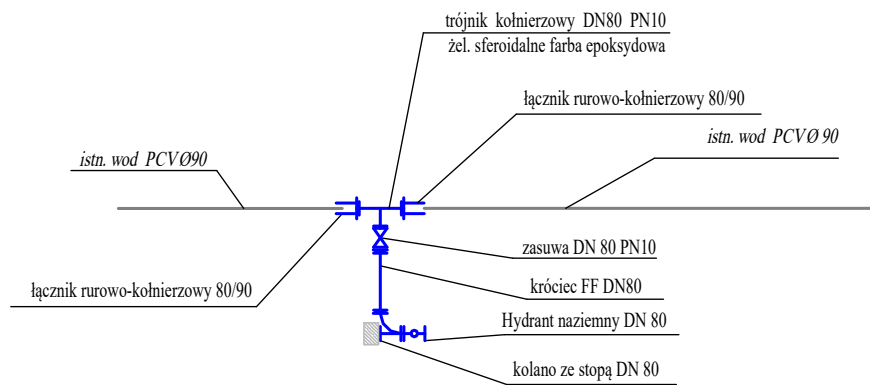 trójnik kołnierzowy DN80 PN10
żel. sferoidalne farba epoksydowa
łącznik rurowo-kołnierzowy 80/90
istn. wod PCVØ90
istn. wod PCVØ 90
zasuwa DN 80 PN10
króciec FF DN80
łącznik rurowo-kołnierzowy 80/90
Hydrant naziemny DN 80
kolano ze stopą DN 80